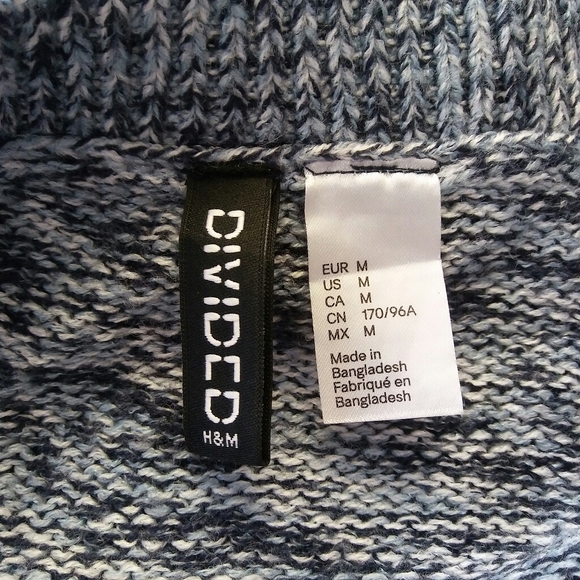 DIVIDED
H&M
EUR M
US M
CA M
CN 170/96A
MX M
Made in
Bangladesh
Fabriqué en
Bangladesh